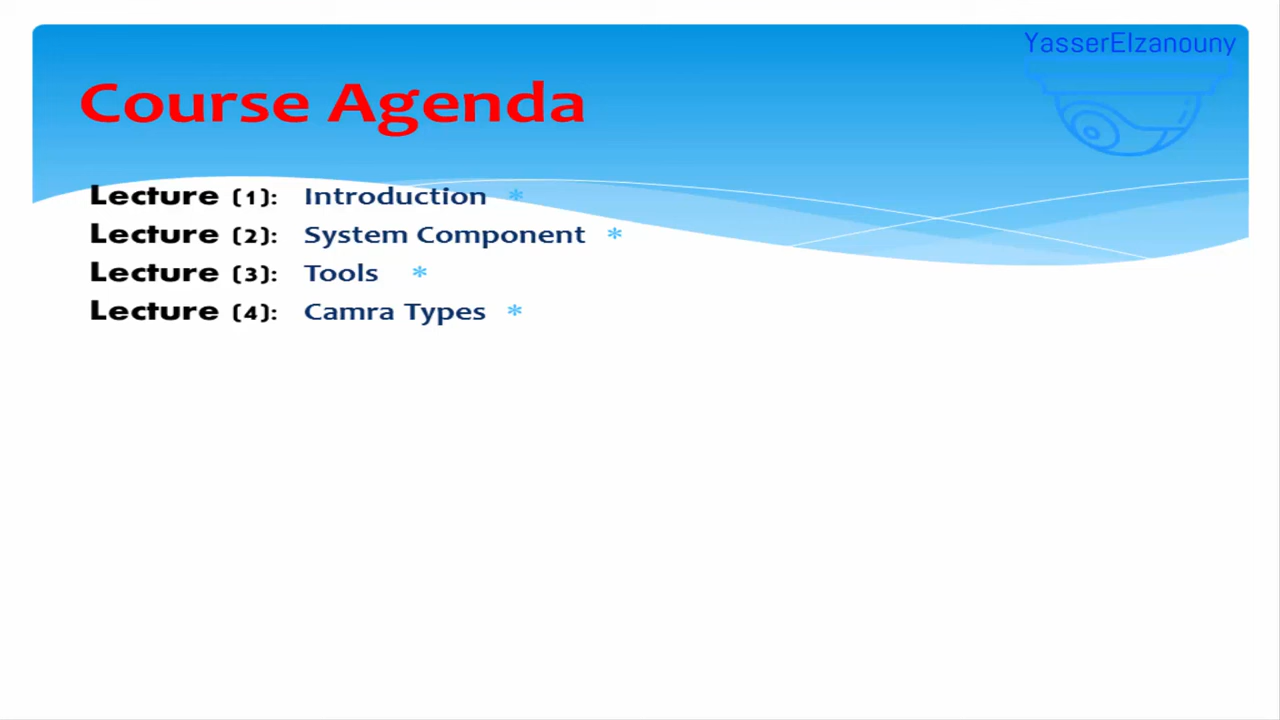 YasserElzanouny
Course Agenda
Lecture (1): Introduction *
Lecture (2): System Component *
Lecture (3): Tools *
Lecture (4): Camra Types *